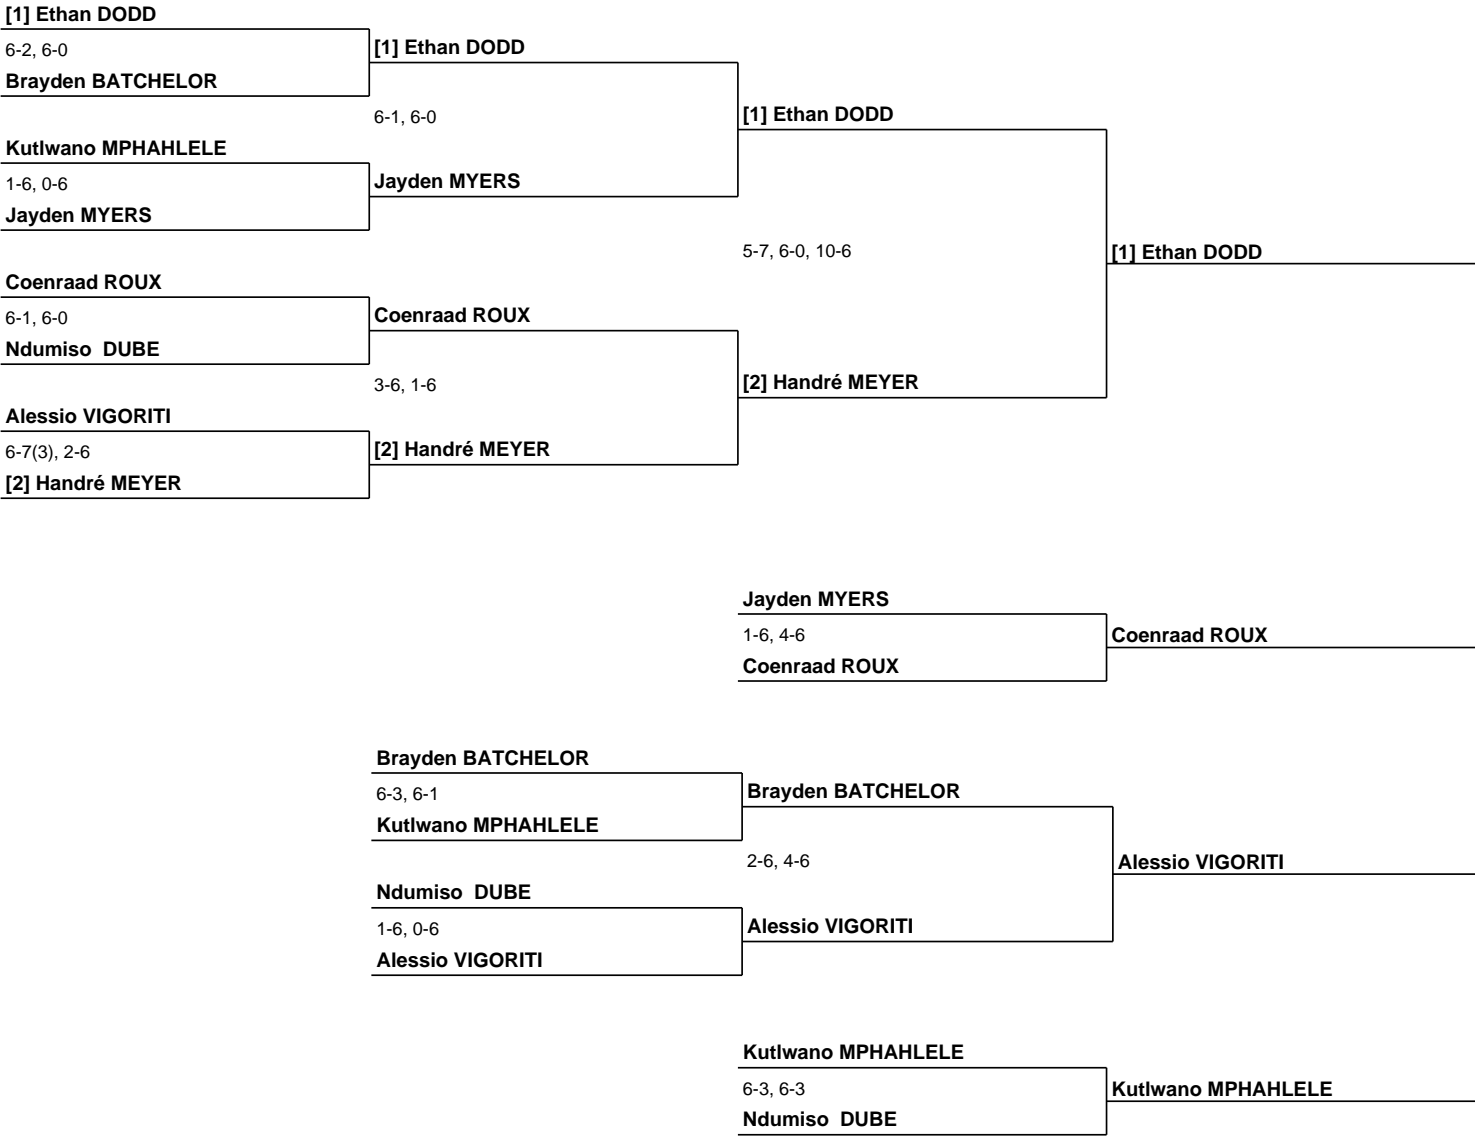 [1] Ethan DODD
6-2, 6-0
[1] Ethan DODD
Brayden BATCHELOR
6-1, 6-0
[1] Ethan DODD
Kutlwano MPHAHLELE
1-6, 0-6
Jayden MYERS
Jayden MYERS
5-7, 6-0, 10-6
[1] Ethan DODD
Coenraad ROUX
6-1, 6-0
Coenraad ROUX
Ndumiso  DUBE
3-6, 1-6
[2] Handré MEYER
Alessio VIGORITI
6-7(3), 2-6
[2] Handré MEYER
[2] Handré MEYER
Jayden MYERS
1-6, 4-6
Coenraad ROUX
Coenraad ROUX
Brayden BATCHELOR
6-3, 6-1
Brayden BATCHELOR
Kutlwano MPHAHLELE
2-6, 4-6
Alessio VIGORITI
Ndumiso  DUBE
1-6, 0-6
Alessio VIGORITI
Alessio VIGORITI
Kutlwano MPHAHLELE
6-3, 6-3
Kutlwano MPHAHLELE
Ndumiso  DUBE